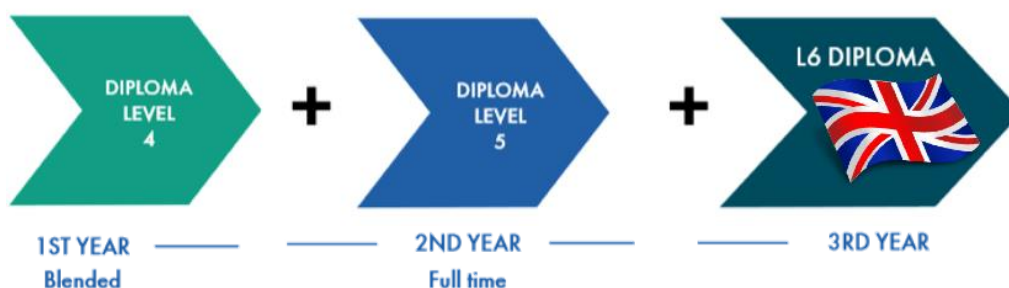 DIPLOMA
LEVEL
4
+
DIPLOMA
LEVEL
5
+
L6 DIPLOMA
1ST YEAR
Blended
2ND YEAR
Full time
3RD YEAR